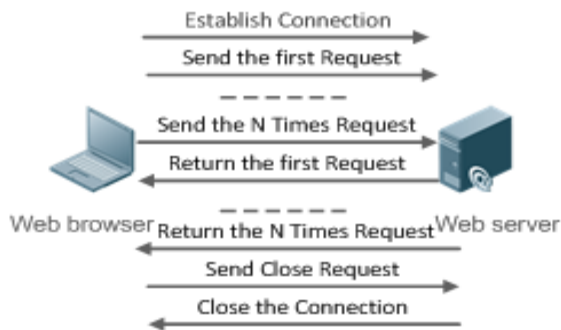 Establish Connection
Send the first Request
Send the N Times Request
Return the first Request
Web browser
Web server
Return the N Times Request
Send Close Request
Close the Connection